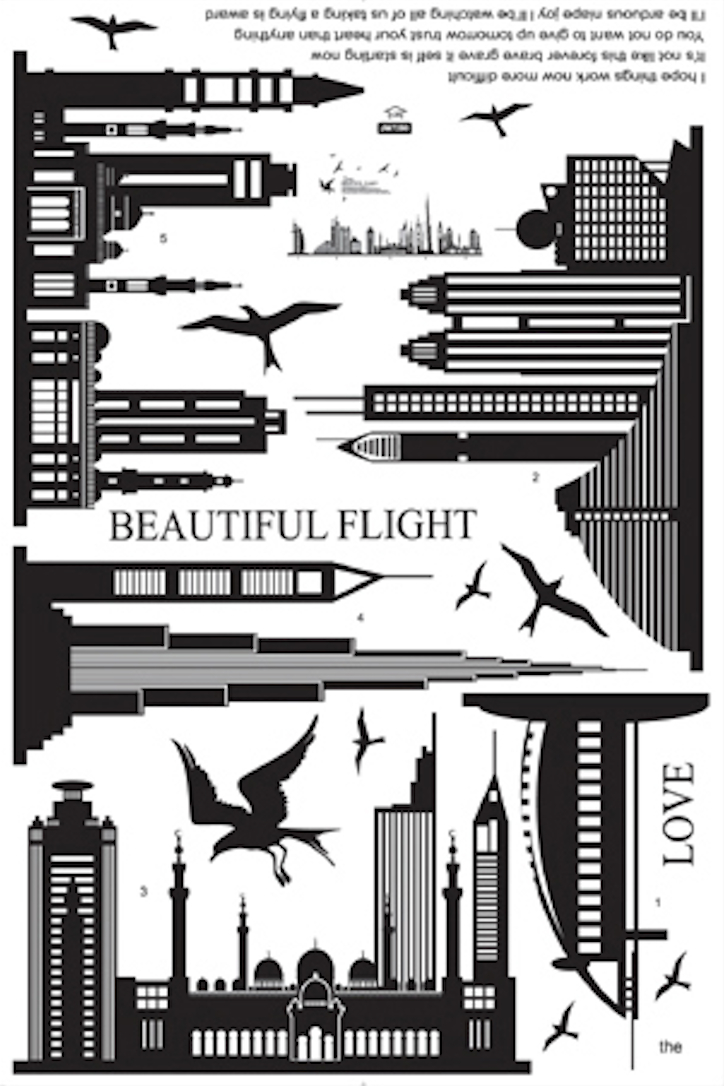 I hope things work now more difficult
It's not like this forever brave grave it self is starting now
You do not want to give up tomorrow trust your heart than anything
I'll be arduous niape joy I ll'B watching all of us taking a flying is award
5
2
BEAUTIFUL FLIGHT
4
LOVE
3
1
the